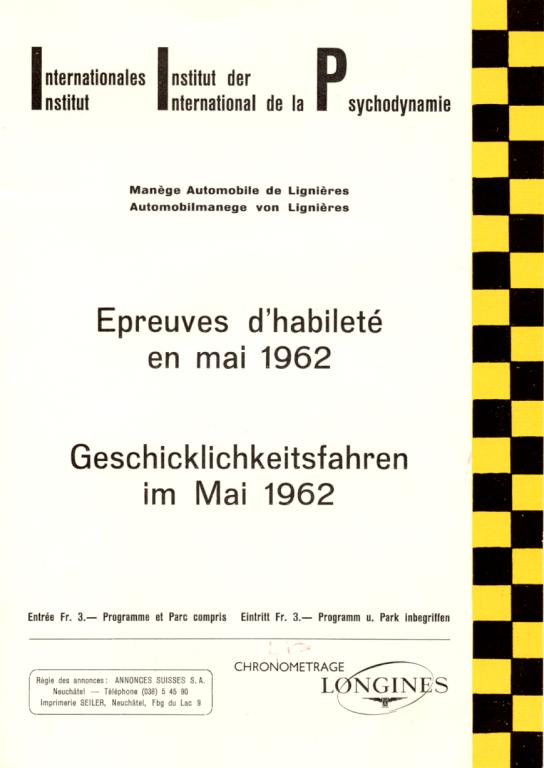 Internationales Institut der
Institut International de la Psychodynamie
Manège Automobile de Lignières
Automobilmanege von Lignières
Epreuves d'habileté
en mai 1962
Geschicklichkeitsfahren
im Mai 1962
Entrée Fr. 3.— Programme et Parc compris Eintritt Fr. 3.— Programm u. Park inbegriffen
CHRONOMETRAGE
LONGINES
Régie des annonces: ANNONCES SUISSES S.A.
Neuchâtel — Téléphone (038) 5 45 90
Imprimerie SEILER, Neuchâtel, Fbg du Lac 9